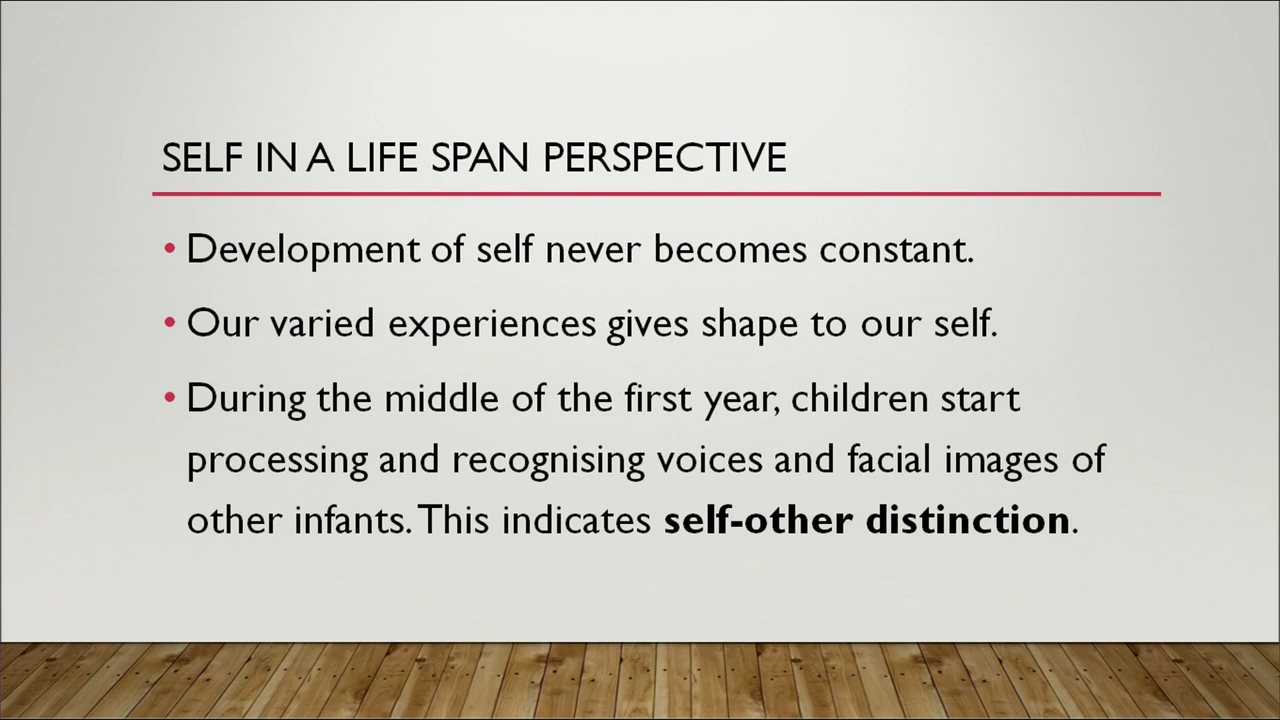 SELF IN A LIFE SPAN PERSPECTIVE
• Development of self never becomes constant.
• Our varied experiences gives shape to our self.
• During the middle of the first year, children start
processing and recognising voices and facial images of
other infants. This indicates self-other distinction.